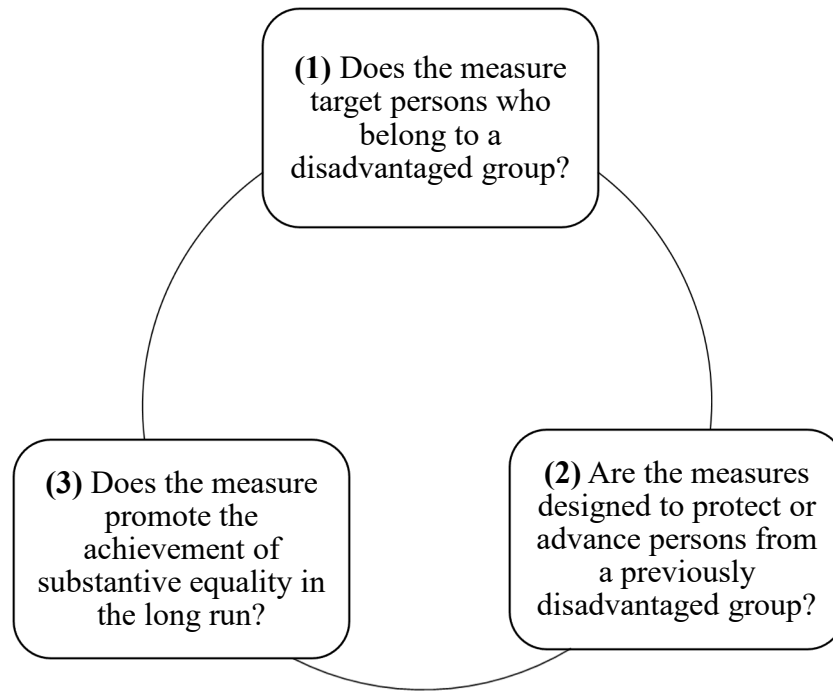 (1) Does the measure
target persons who
belong to a
disadvantaged group?
(2) Are the measures
designed to protect or
advance persons from
a previously
disadvantaged group?
(3) Does the measure
promote the
achievement of
substantive equality in
the long run?